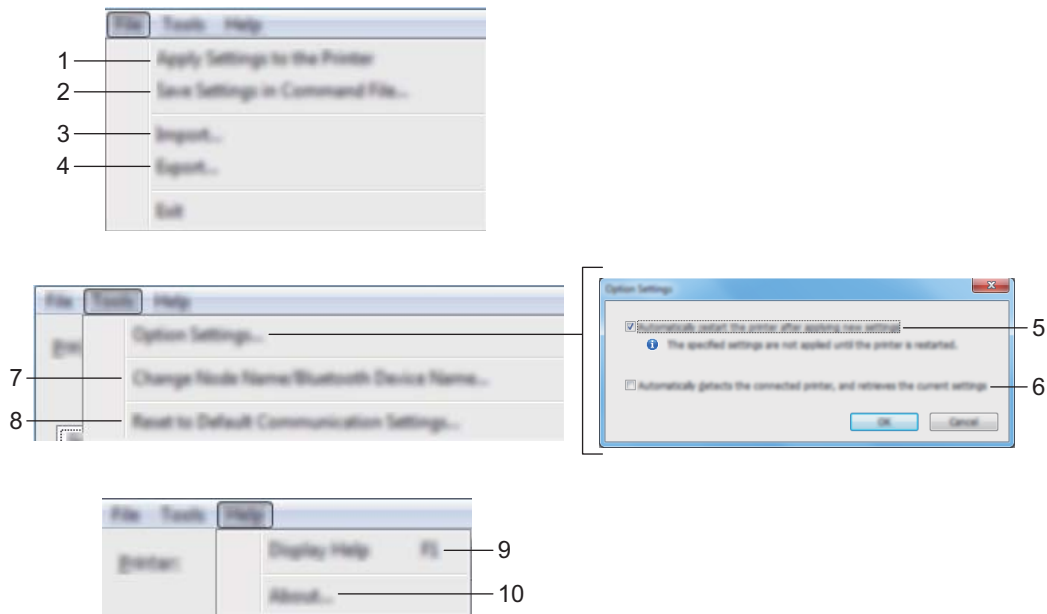 File Tools Help
1 Apply Settings to the Printer
2 Save Settings in Command File...
3 Import...
4 Export...
Exit
File Tools Help
Option Settings...
7 Change Node Name/Bluetooth Device Name...
8 Reset to Default Communication Settings...
Option Settings
Automatically restart the printer after applying new settings 5
The specified settings are not applied until the printer is restarted.
Automatically detects the connected printer, and retrieves the current settings 6
OK Cancel
File Tools Help
Printer:
Display Help F1 9
About... 10